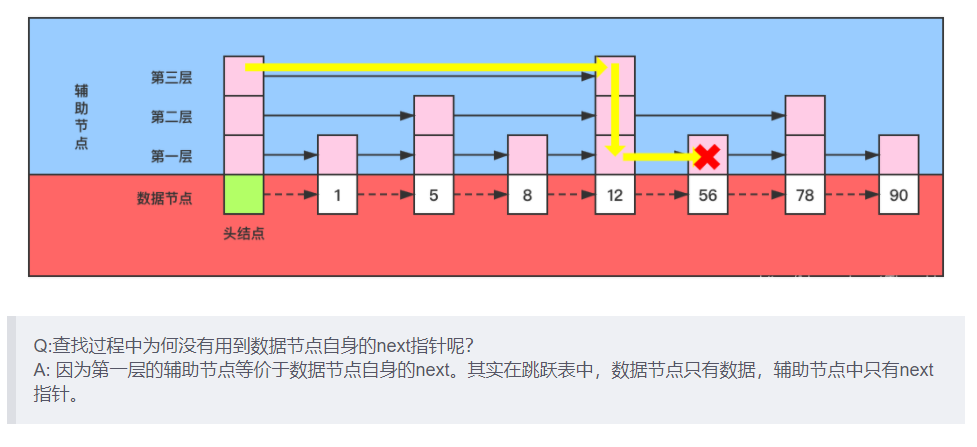 第三层
辅助节点
第二层
第一层
数据节点 1 5 8 12 56 78 90
头结点
Q:查找过程中为何没有用到数据节点自身的next指针呢?
A: 因为第一层的辅助节点等价于数据节点自身的next。其实在跳跃表中，数据节点只有数据，辅助节点中只有next
指针。